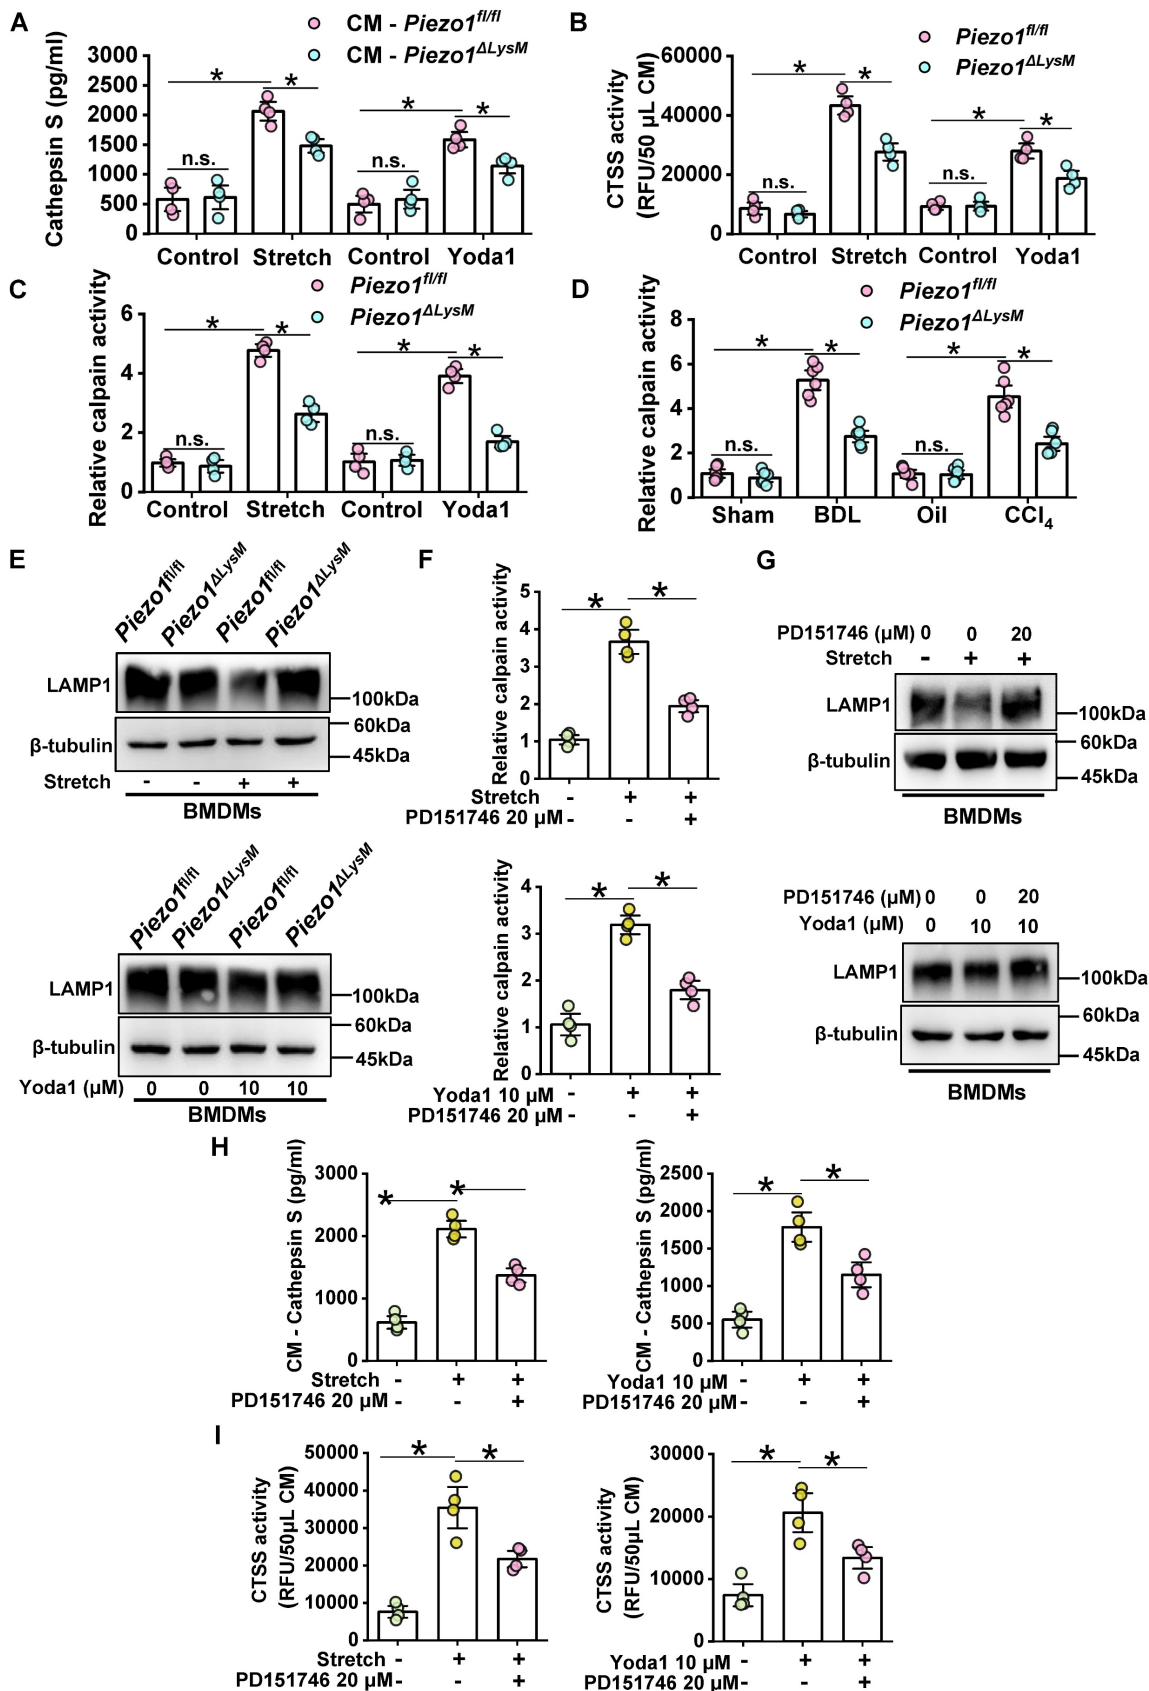 A
CM - Piezo1fl/fl
CM - Piezo1ΔLysM
Cathepsin S (pg/ml)
3000
2500
2000
1500
1000
500
0
* * * *
n.s. n.s.
Control Stretch Control Yoda1
B
Piezo1fl/fl
Piezo1ΔLysM
CTSS activity
(RFU/50 µL CM)
60000
40000
20000
0
* * * *
n.s. n.s.
Control Stretch Control Yoda1
C
Piezo1fl/fl
Piezo1ΔLysM
Relative calpain activity
6
4
2
0
* * * *
n.s. n.s.
Control Stretch Control Yoda1
D
Piezo1fl/fl
Piezo1ΔLysM
Relative calpain activity
8
6
4
2
0
* * * *
n.s. n.s.
Sham BDL Oil CCl4
E
Piezo1fl/fl Piezo1ΔLysM Piezo1fl/fl Piezo1ΔLysM
LAMP1
100kDa
60kDa
β-tubulin
45kDa
Stretch - - + +
BMDMs
Piezo1fl/fl Piezo1ΔLysM Piezo1fl/fl Piezo1ΔLysM
LAMP1
100kDa
60kDa
β-tubulin
45kDa
Yoda1 (µM) 0 0 10 10
BMDMs
F
Relative calpain activity
5
4
3
2
1
0
* *
Stretch - + +
PD151746 20 µM - - +
Relative calpain activity
4
3
2
1
0
* *
Yoda1 10 µM - + +
PD151746 20 µM - - +
G
PD151746 (µM) 0 0 20
Stretch - + +
LAMP1
100kDa
60kDa
β-tubulin
45kDa
BMDMs
PD151746 (µM) 0 0 20
Yoda1 (µM) 0 10 10
LAMP1
100kDa
60kDa
β-tubulin
45kDa
BMDMs
H
CM - Cathepsin S (pg/ml)
3000
2000
1000
0
* *
Stretch - + +
PD151746 20 µM - - +
CM - Cathepsin S (pg/ml)
2500
2000
1500
1000
500
0
* *
Yoda1 10 µM - + +
PD151746 20 µM - - +
I
CTSS activity
(RFU/50µL CM)
50000
40000
30000
20000
10000
0
* *
Stretch - + +
PD151746 20 µM - - +
CTSS activity
(RFU/50µL CM)
30000
20000
10000
0
* *
Yoda1 10 µM - + +
PD151746 20 µM - - +